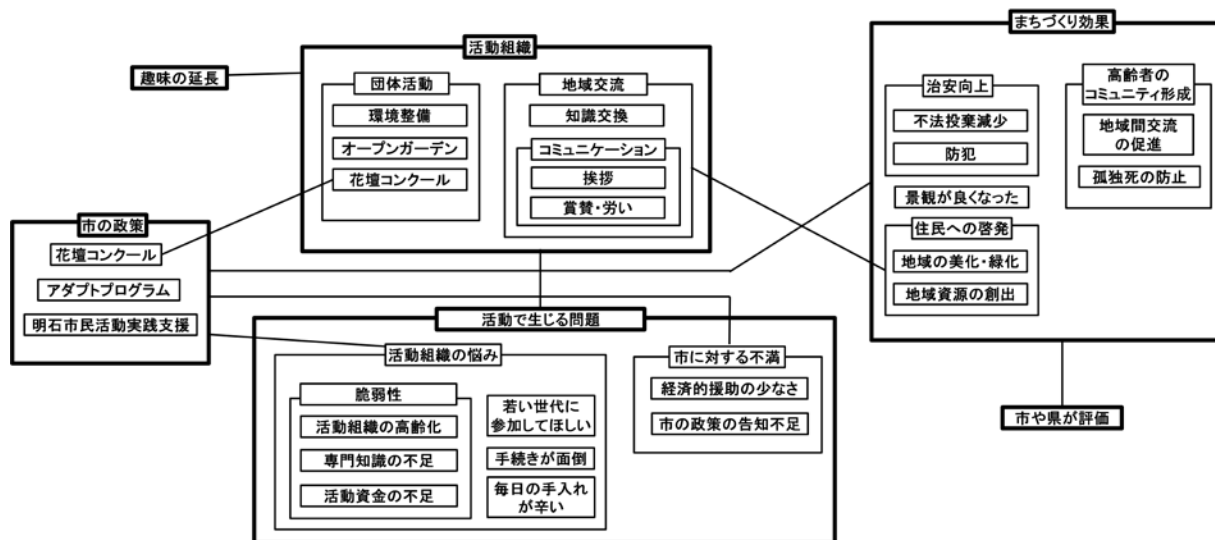 趣味の延長
活動組織
団体活動
環境整備
オープンガーデン
花壇コンクール
地域交流
知識交換
コミュニケーション
挨拶
賞賛・労い
市の政策
花壇コンクール
アダプトプログラム
明石市民活動実践支援
活動で生じる問題
活動組織の悩み
脆弱性
活動組織の高齢化
専門知識の不足
活動資金の不足
若い世代に
参加してほしい
手続きが面倒
毎日の手入れ
が辛い
市に対する不満
経済的援助の少なさ
市の政策の告知不足
まちづくり効果
治安向上
不法投棄減少
防犯
景観が良くなった
住民への啓発
地域の美化・緑化
地域資源の創出
高齢者の
コミュニティ形成
地域間交流
の促進
孤独死の防止
市や県が評価